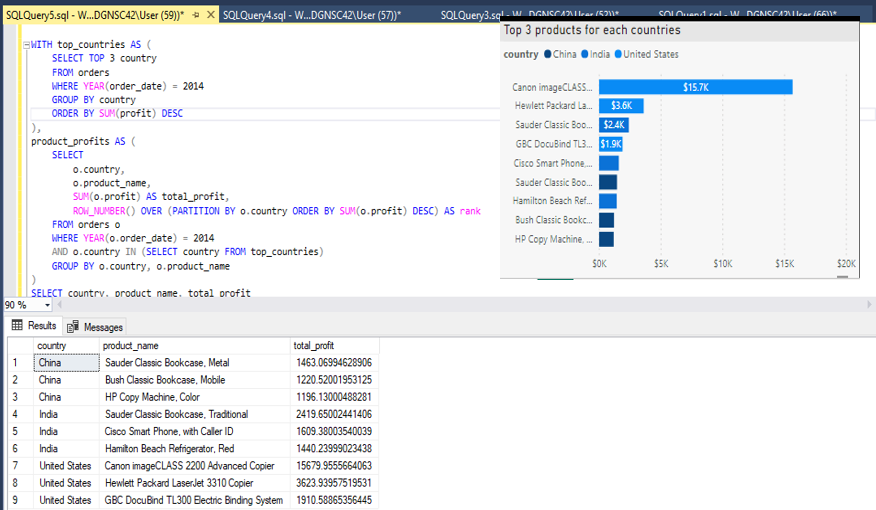 SQLQuery5.sql - W...DGNSC42\User (59))*
SQLQuery4.sql - W...DGNSC42\User (57))*
SQLQuery3.sql - W...DGNSC42\User (52))*
SQLQuery1.sql - W...DGNSC42\User (66))*
WITH top_countries AS (
SELECT TOP 3 country
FROM orders
WHERE YEAR(order_date) = 2014
GROUP BY country
ORDER BY SUM(profit) DESC
),
product_profits AS (
SELECT
o.country,
o.product_name,
SUM(o.profit) AS total_profit,
ROW_NUMBER() OVER (PARTITION BY o.country ORDER BY SUM(o.profit) DESC) AS rank
FROM orders o
WHERE YEAR(o.order_date) = 2014
AND o.country IN (SELECT country FROM top_countries)
GROUP BY o.country, o.product_name
)
SELECT country, product_name, total_profit
Top 3 products for each countries
country China India United States
Canon imageCLASS... $15.7K
Hewlett Packard La... $3.6K
Sauder Classic Boo... $2.4K
GBC DocuBind TL3... $1.9K
Cisco Smart Phone,...
Sauder Classic Boo...
Hamilton Beach Ref...
Bush Classic Bookc...
HP Copy Machine, ...
$0K $5K $10K $15K $20K
90 %
Results Messages
country product_name total_profit
1 China Sauder Classic Bookcase, Metal 1463.06994628906
2 China Bush Classic Bookcase, Mobile 1220.52001953125
3 China HP Copy Machine, Color 1196.13000488281
4 India Sauder Classic Bookcase, Traditional 2419.65002441406
5 India Cisco Smart Phone, with Caller ID 1609.38003540039
6 India Hamilton Beach Refrigerator, Red 1440.23999023438
7 United States Canon imageCLASS 2200 Advanced Copier 15679.9555664063
8 United States Hewlett Packard LaserJet 3310 Copier 3623.93957519531
9 United States GBC DocuBind TL300 Electric Binding System 1910.58865356445